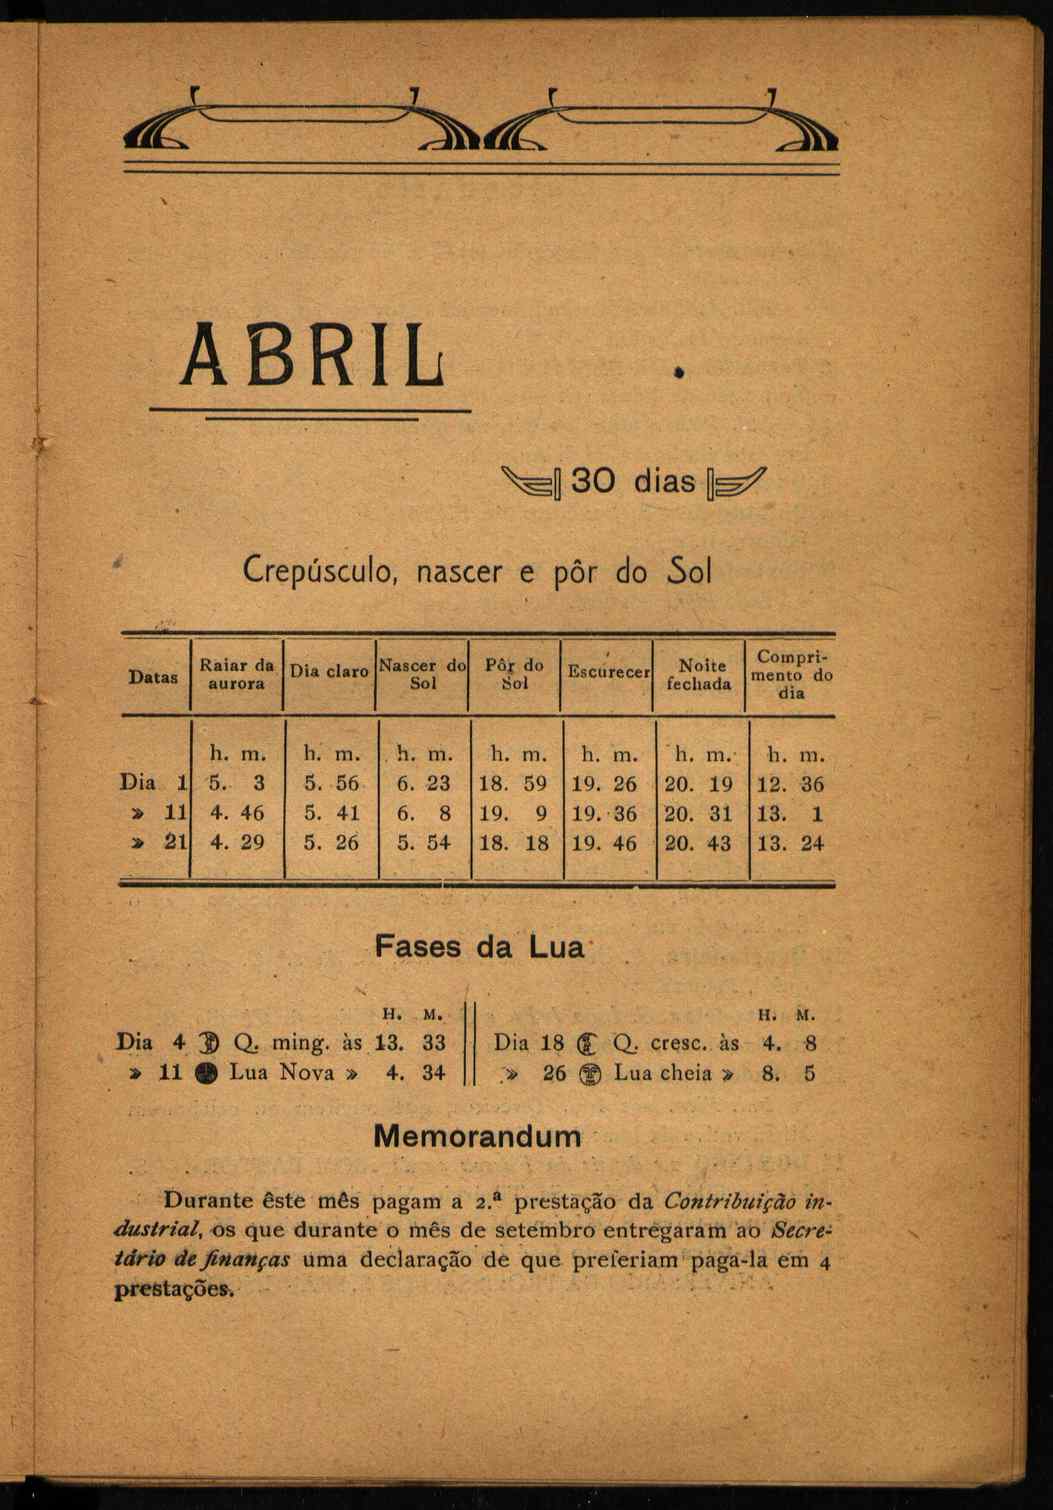 ABRIL
30 dias
Crepúsculo, nascer e pôr do Sol
Datas Raiar da aurora Dia claro Nascer do Sol Pôr do Sol Escurecer Noite fechada Comprimento do dia
h. m. h. m. h. m. h. m. h. m. h. m. h. m.
Dia 1 5. 3 5. 56 6. 23 18. 59 19. 26 20. 19 12. 36
» 11 4. 46 5. 41 6. 8 19. 9 19. 36 20. 31 13. 1
» 21 4. 29 5. 26 5. 54 18. 18 19. 46 20. 43 13. 24
Fases da Lua
H. M. H. M.
Dia 4 Q. ming. às 13. 33 Dia 18 Q. cresc. às 4. 8
» 11 Lua Nova » 4. 34 » 26 Lua cheia » 8. 5
Memorandum
Durante êste mês pagam a 2.ª prestação da Contribuição in-
dustrial, os que durante o mês de setembro entregaram ao Secre-
tário de finanças uma declaração de que preferiam paga-la em 4
prestações.